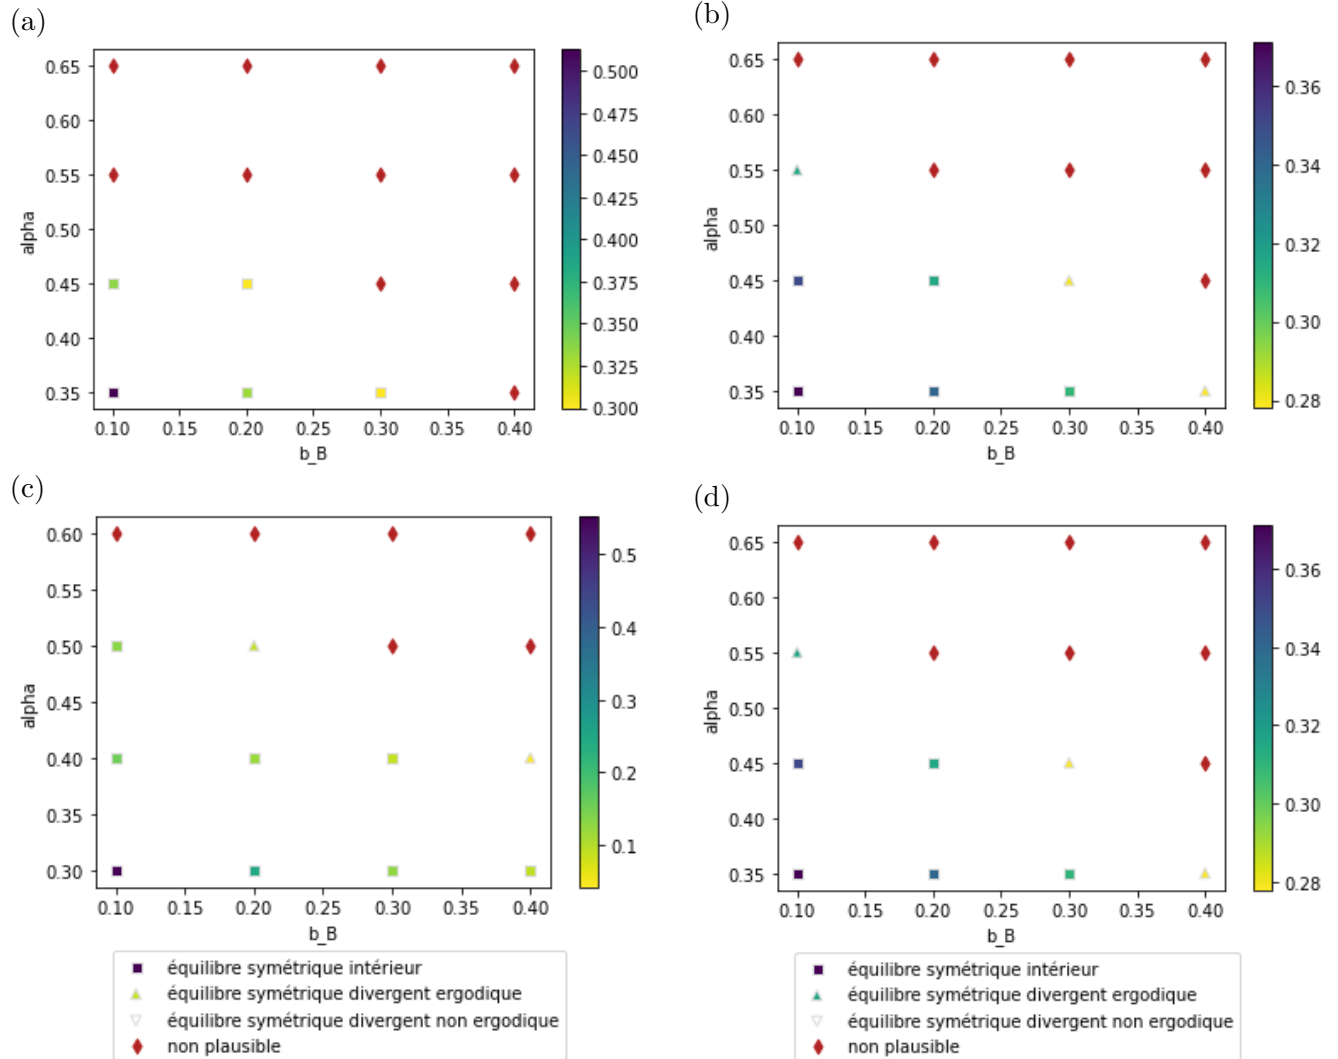 (a)
0.65
0.60
0.55
0.50
0.45
0.40
0.35
alpha
0.10 0.15 0.20 0.25 0.30 0.35 0.40
b_B
0.500
0.475
0.450
0.425
0.400
0.375
0.350
0.325
0.300
(b)
0.65
0.60
0.55
0.50
0.45
0.40
0.35
alpha
0.10 0.15 0.20 0.25 0.30 0.35 0.40
b_B
0.36
0.34
0.32
0.30
0.28
(c)
0.60
0.55
0.50
0.45
0.40
0.35
0.30
alpha
0.10 0.15 0.20 0.25 0.30 0.35 0.40
b_B
0.5
0.4
0.3
0.2
0.1
équilibre symétrique intérieur
équilibre symétrique divergent ergodique
équilibre symétrique divergent non ergodique
non plausible
(d)
0.65
0.60
0.55
0.50
0.45
0.40
0.35
alpha
0.10 0.15 0.20 0.25 0.30 0.35 0.40
b_B
0.36
0.34
0.32
0.30
0.28
équilibre symétrique intérieur
équilibre symétrique divergent ergodique
équilibre symétrique divergent non ergodique
non plausible